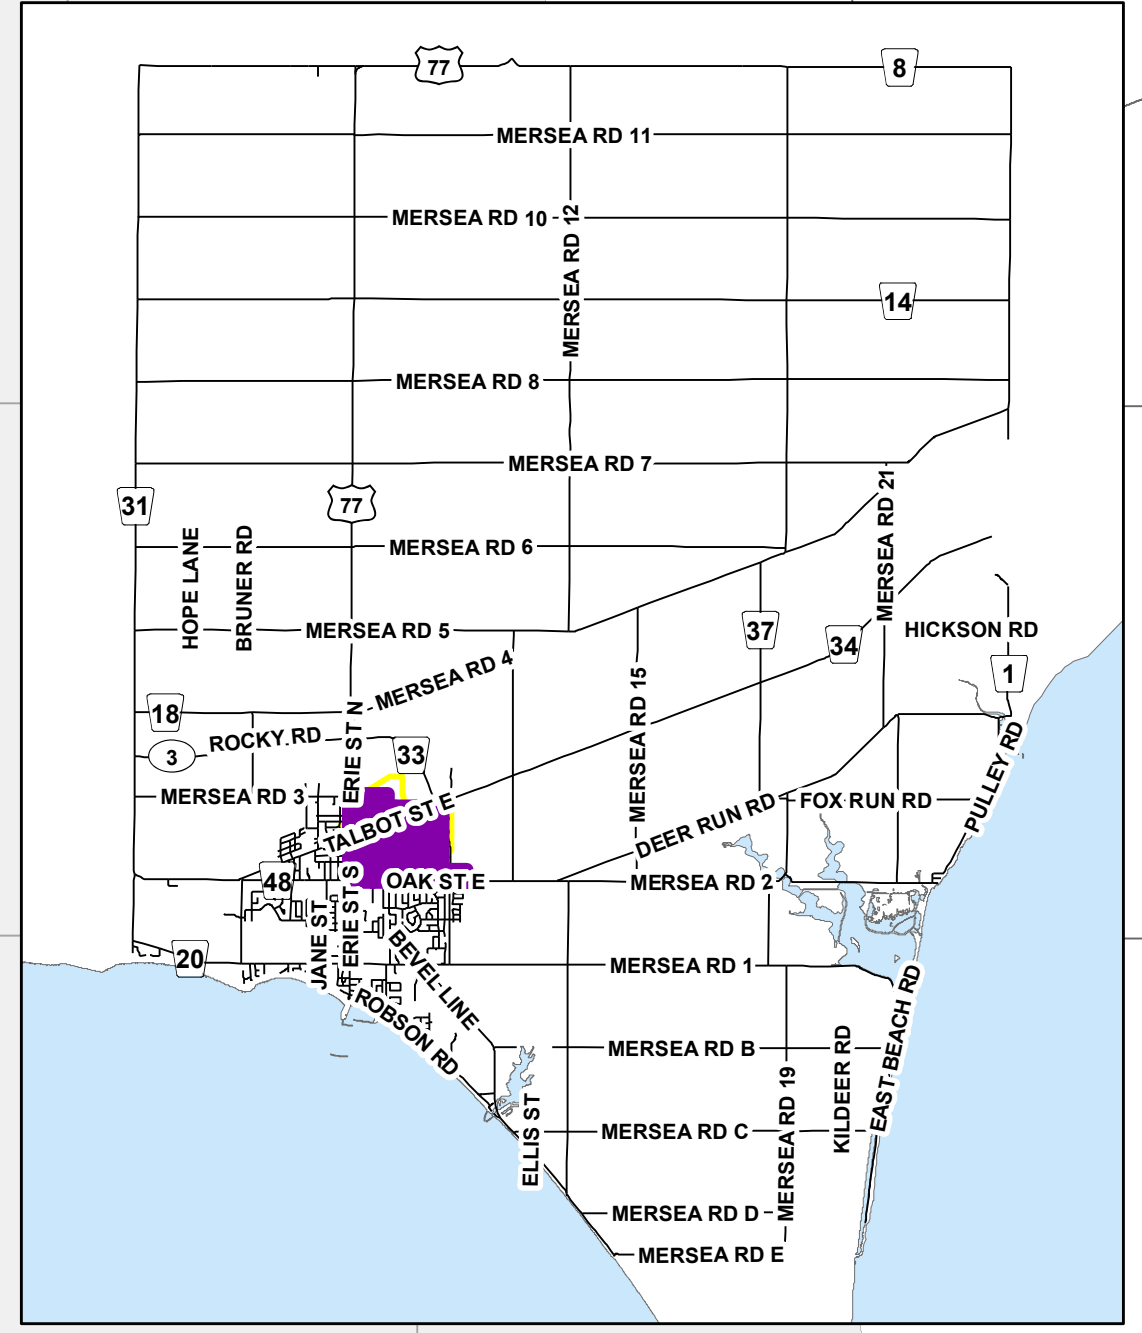 77
8
MERSEA RD 11
MERSEA RD 10
MERSEA RD 12
14
MERSEA RD 8
MERSEA RD 7
31
77
MERSEA RD 21
HOPE LANE
BRUNER RD
MERSEA RD 6
MERSEA RD 5
37
34
HICKSON RD
1
MERSEA RD 4
MERSEA RD 15
18
ERIE ST N
ROCKY RD
3
33
PULLEY RD
MERSEA RD 3
TALBOT ST E
DEER RUN RD
FOX RUN RD
48
OAK ST E
MERSEA RD 2
JANE ST
ERIE ST S
BEVEL LINE
20
MERSEA RD 1
ROBSON RD
EAST BEACH RD
MERSEA RD B
KILDEER RD
MERSEA RD 19
ELLIS ST
MERSEA RD C
MERSEA RD D
MERSEA RD E